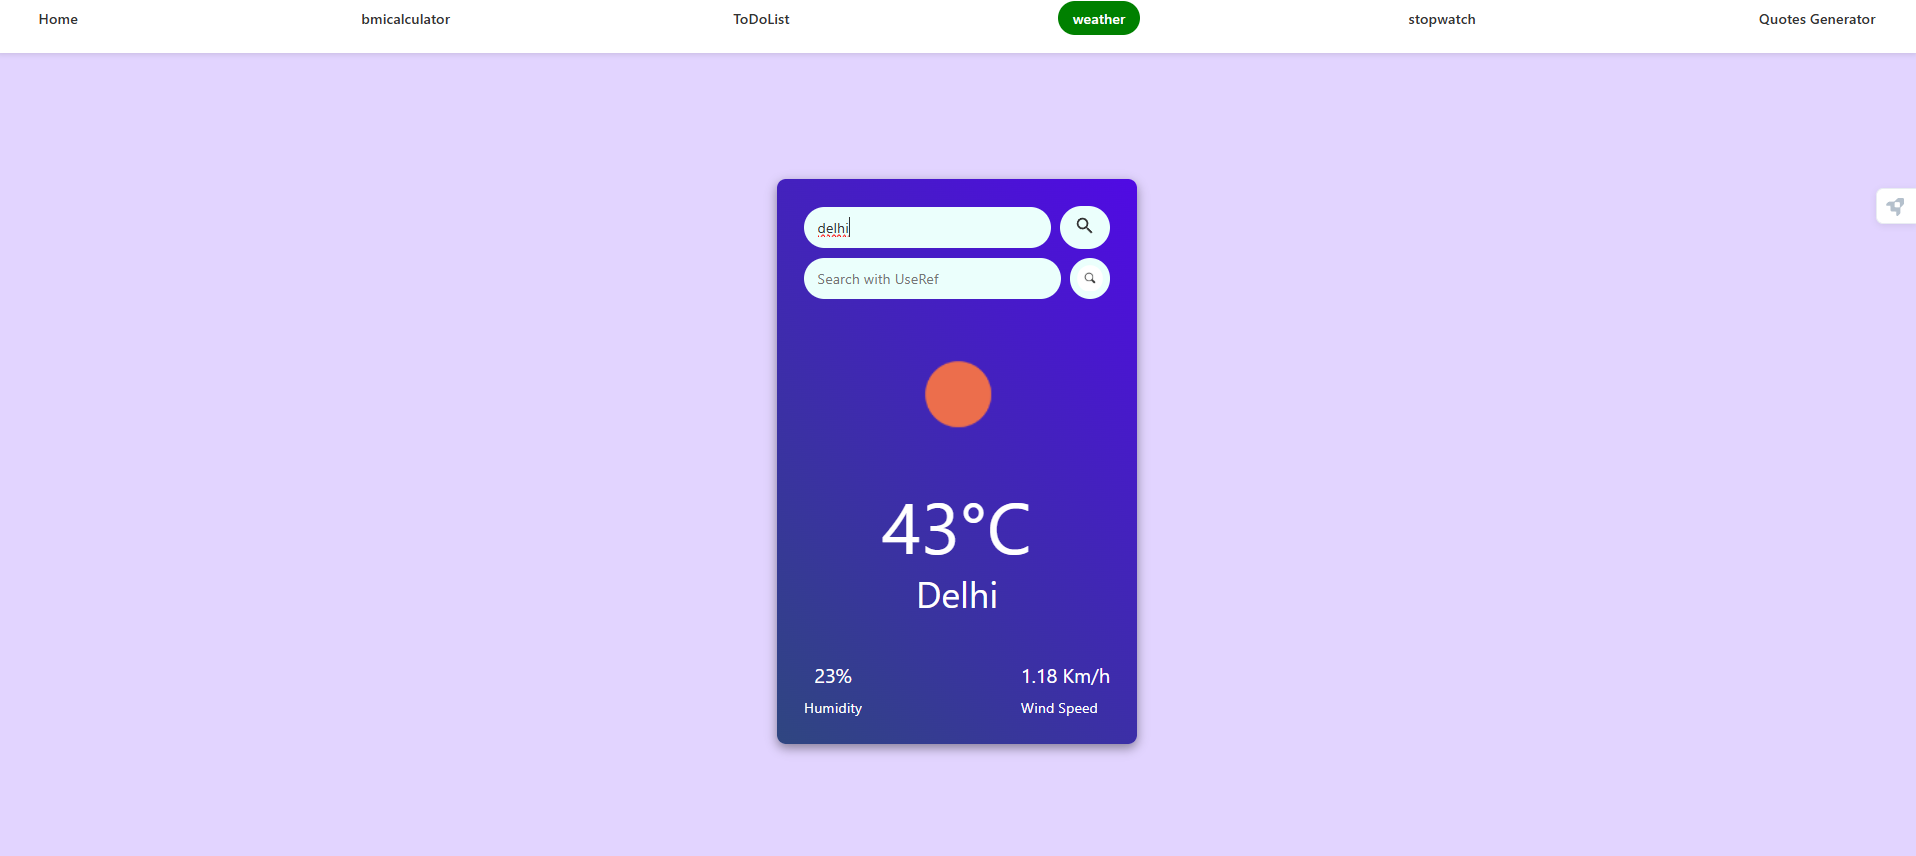 Home bmicalculator ToDoList weather stopwatch Quotes Generator
delhi
Search with UseRef
43°C
Delhi
23% 1.18 Km/h
Humidity Wind Speed